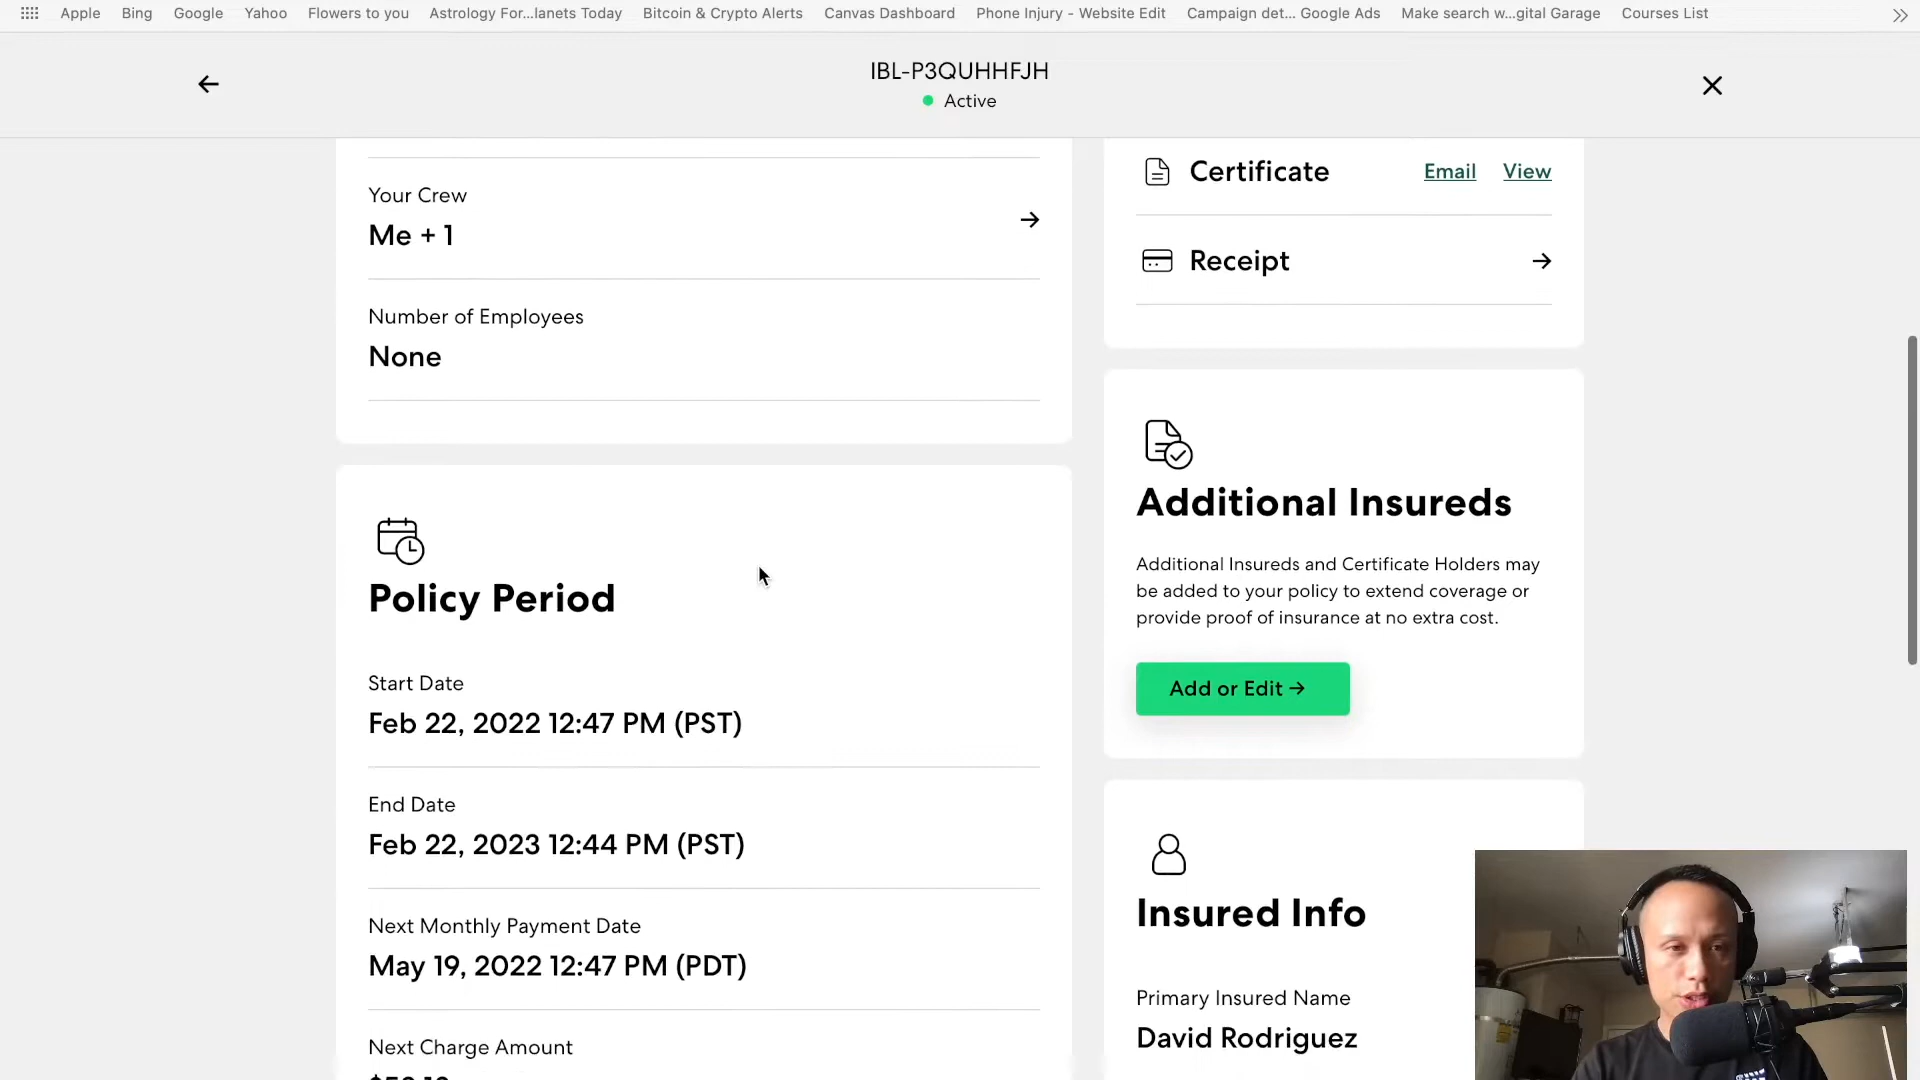 Apple Bing Google Yahoo Flowers to you Astrology For...lanets Today Bitcoin & Crypto Alerts Canvas Dashboard Phone Injury - Website Edit Campaign det... Google Ads Make search w...gital Garage Courses List
IBL-P3QUHHFJH
Active
Your Crew
Me + 1
Number of Employees
None
Policy Period
Start Date
Feb 22, 2022 12:47 PM (PST)
End Date
Feb 22, 2023 12:44 PM (PST)
Next Monthly Payment Date
May 19, 2022 12:47 PM (PDT)
Next Charge Amount
Certificate Email View
Receipt
Additional Insureds
Additional Insureds and Certificate Holders may
be added to your policy to extend coverage or
provide proof of insurance at no extra cost.
Add or Edit →
Insured Info
Primary Insured Name
David Rodriguez